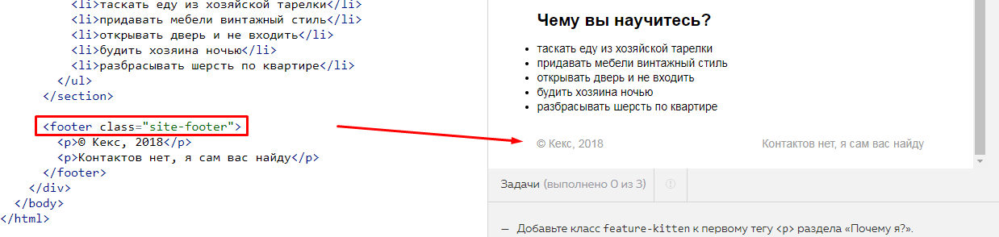 <li>таскать еду из хозяйской тарелки</li>
<li>придавать мебели винтажный стиль</li>
<li>открывать дверь и не входить</li>
<li>будить хозяина ночью</li>
<li>разбрасывать шерсть по квартире</li>
</ul>
</section>
<footer class="site-footer">
<p>© Кекс, 2018</p>
<p>Контактов нет, я сам вас найду</p>
</footer>
</div>
</body>
</html>
Чему вы научитесь?
• таскать еду из хозяйской тарелки
• придавать мебели винтажный стиль
• открывать дверь и не входить
• будить хозяина ночью
• разбрасывать шерсть по квартире
© Кекс, 2018 Контактов нет, я сам вас найду
Задачи (выполнено 0 из 3)
— Добавьте класс feature-kitten к первому тегу <p> раздела «Почему я?».